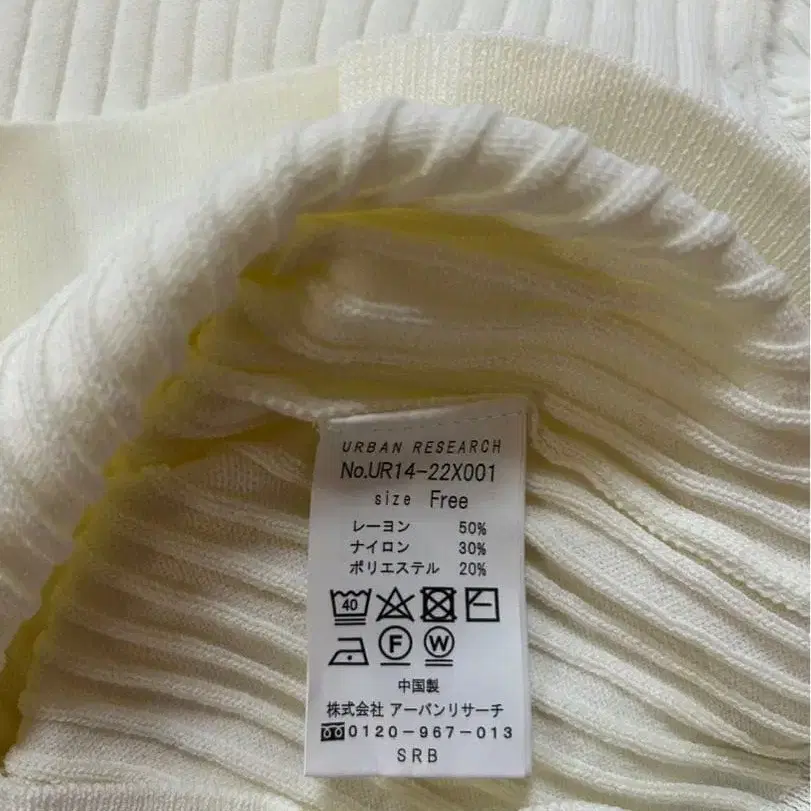 URBAN RESEARCH
No.UR14-22X001
size Free
レーヨン 50%
ナイロン 30%
ポリエステル 20%
40
F W
中国製
株式会社 アーバンリサーチ
0120-967-013
SRB